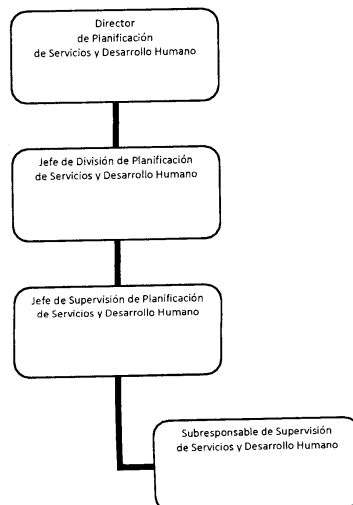 Director
de Planificación
de Servicios y Desarrollo Humano
Jefe de División de Planificación
de Servicios y Desarrollo Humano
Jefe de Supervisión de Planificación
de Servicios y Desarrollo Humano
Subresponsable de Supervisión
de Servicios y Desarrollo Humano